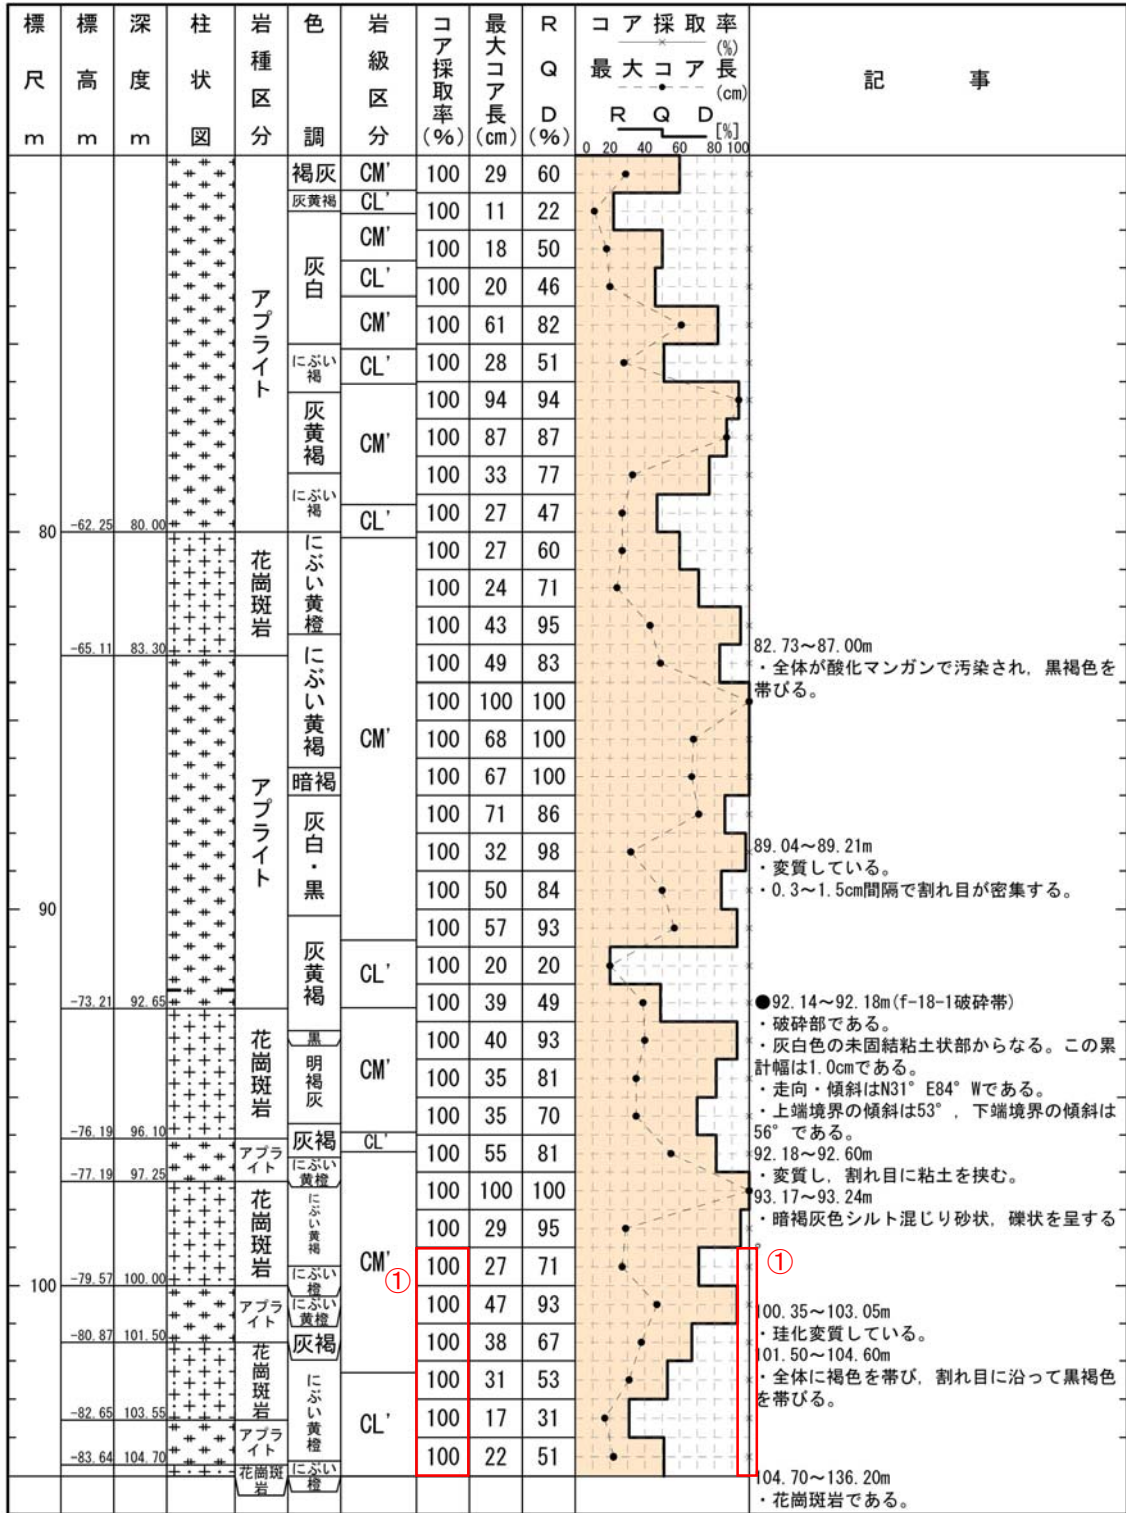 標尺 m
標高 m
深度 m
柱状図
岩種区分
色調
岩級区分
コア採取率(%)
最大コア長(cm)
RQD(%)
コア採取率(%)
最大コア長(cm)
RQD[%]
0 20 40 60 80 100
記事
褐灰 CM' 100 29 60
灰黄褐 CL' 100 11 22
灰白 CM' 100 18 50
CL' 100 20 46
アプライト CM' 100 61 82
にぶい褐 CL' 100 28 51
100 94 94
灰黄褐 CM' 100 87 87
100 33 77
にぶい褐 100 27 47
80 -62.25 80.00 CL'
花崗斑岩 にぶい黄橙 100 27 60
100 24 71
100 43 95
-65.11 83.30
にぶい黄褐 100 49 83
82.73~87.00m
・全体が酸化マンガンで汚染され, 黒褐色を
帯びる。
100 100 100
CM' 100 68 100
暗褐 100 67 100
アプライト 灰白・黒 100 71 86
100 32 98
89.04~89.21m
・変質している。
・0.3~1.5cm間隔で割れ目が密集する。
100 50 84
90
100 57 93
灰黄褐 CL' 100 20 20
-73.21 92.65 100 39 49
●92.14~92.18m(f-18-1破砕帯)
・破砕部である。
・灰白色の未固結粘土状部からなる。この累
計幅は1.0cmである。
・走向・傾斜はN31°E84°Wである。
・上端境界の傾斜は53°, 下端境界の傾斜は
56°である。
花崗斑岩 黒 100 40 93
明褐灰 CM' 100 35 81
100 35 70
-76.19 96.10
アプライト 灰褐 CL' 100 55 81
にぶい黄橙
92.18~92.60m
・変質し, 割れ目に粘土を挟む。
-77.19 97.25
100 100 100
93.17~93.24m
・暗褐灰色シルト混じり砂状, 礫状を呈する
。
花崗斑岩 にぶい黄褐 100 29 95
CM' 100 27 71
① ①
にぶい橙
100 -79.57 100.00
アプライト にぶい黄橙 100 47 93
100.35~103.05m
・珪化変質している。
-80.87 101.50
灰褐 100 38 67
101.50~104.60m
・全体に褐色を帯び, 割れ目に沿って黒褐色
を帯びる。
花崗斑岩 にぶい黄橙 100 31 53
-82.65 103.55
CL' 100 17 31
アプライト 100 22 51
-83.64 104.70
花崗斑岩 にぶい橙
104.70~136.20m
・花崗斑岩である。